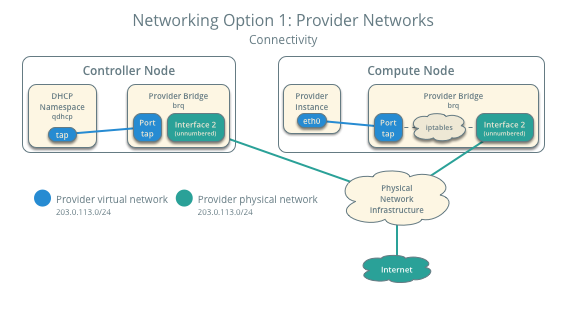 Networking Option 1: Provider Networks
Connectivity
Controller Node
Compute Node
DHCP
Namespace
qdhcp
tap
Provider Bridge
brq
Port
tap
Interface 2
(unnumbered)
Provider
Instance
eth0
Provider Bridge
brq
Port
tap
iptables
Interface 2
(unnumbered)
Provider virtual network
203.0.113.0/24
Provider physical network
203.0.113.0/24
Physical
Network
Infrastructure
Internet